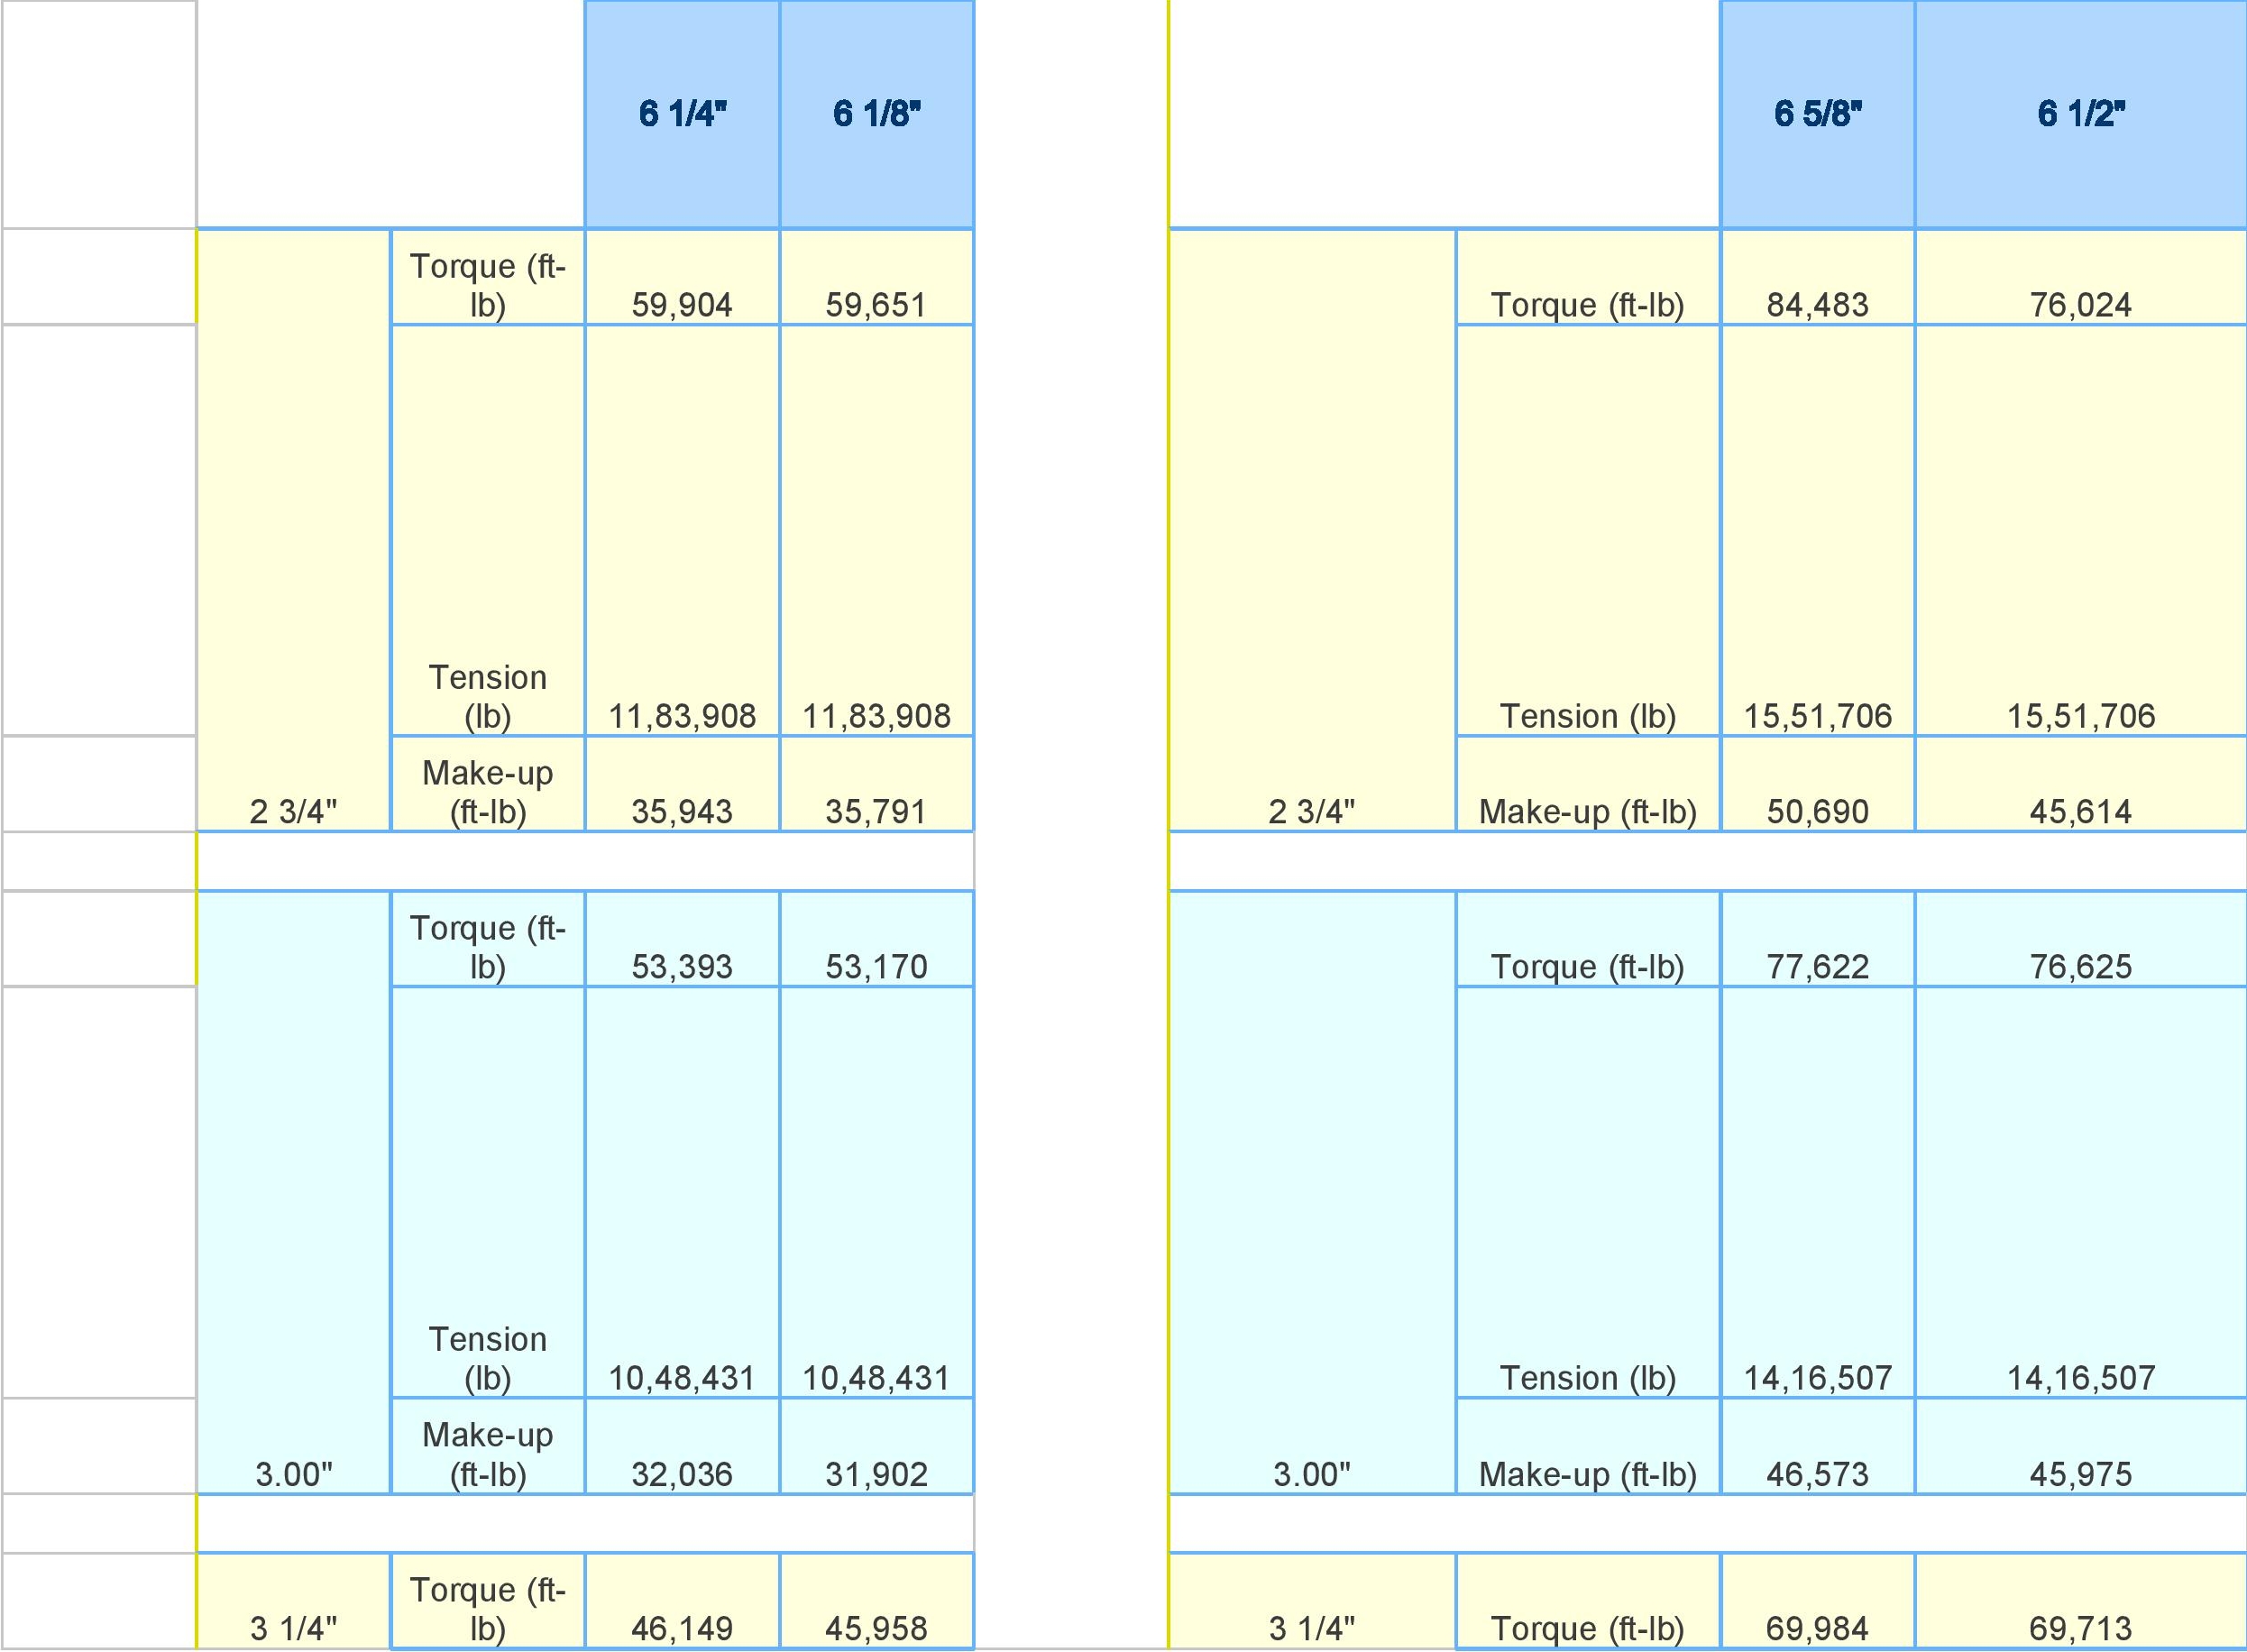 6 1/4" 6 1/8" 6 5/8" 6 1/2"
Torque (ft-
lb) 59,904 59,651 Torque (ft-lb) 84,483 76,024
Tension
(lb) 11,83,908 11,83,908 Tension (lb) 15,51,706 15,51,706
Make-up
2 3/4" (ft-lb) 35,943 35,791 2 3/4" Make-up (ft-lb) 50,690 45,614
Torque (ft-
lb) 53,393 53,170 Torque (ft-lb) 77,622 76,625
Tension
(lb) 10,48,431 10,48,431 Tension (lb) 14,16,507 14,16,507
Make-up
3.00" (ft-lb) 32,036 31,902 3.00" Make-up (ft-lb) 46,573 45,975
Torque (ft-
3 1/4" lb) 46,149 45,958 3 1/4" Torque (ft-lb) 69,984 69,713